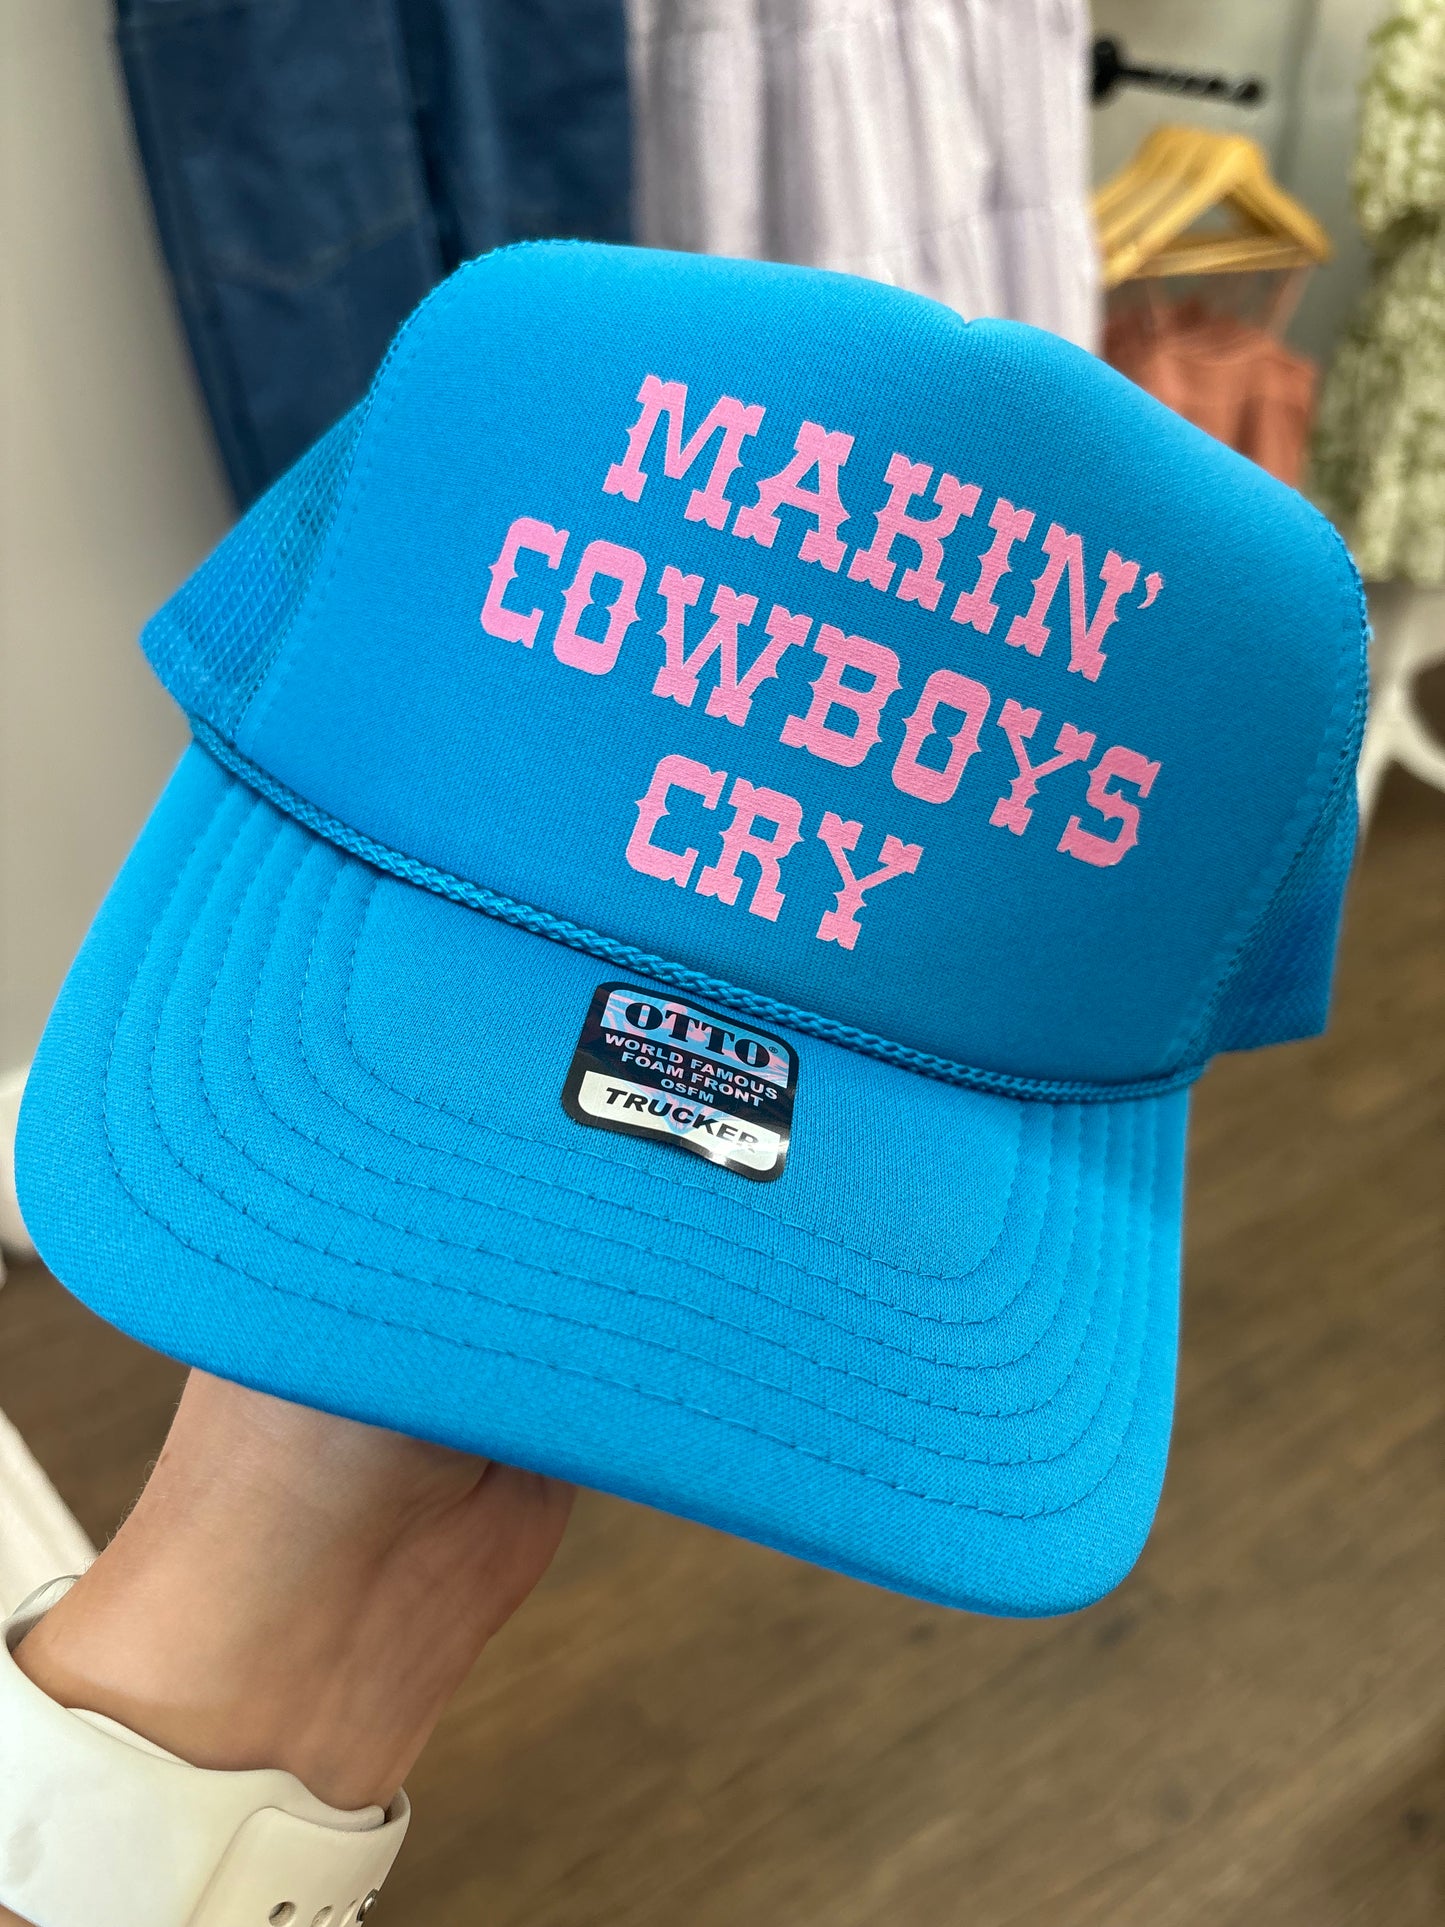 MAKIN'
COWBOYS
CRY
OTTO®
WORLD FAMOUS
FOAM FRONT
OSFM
TRUCKER